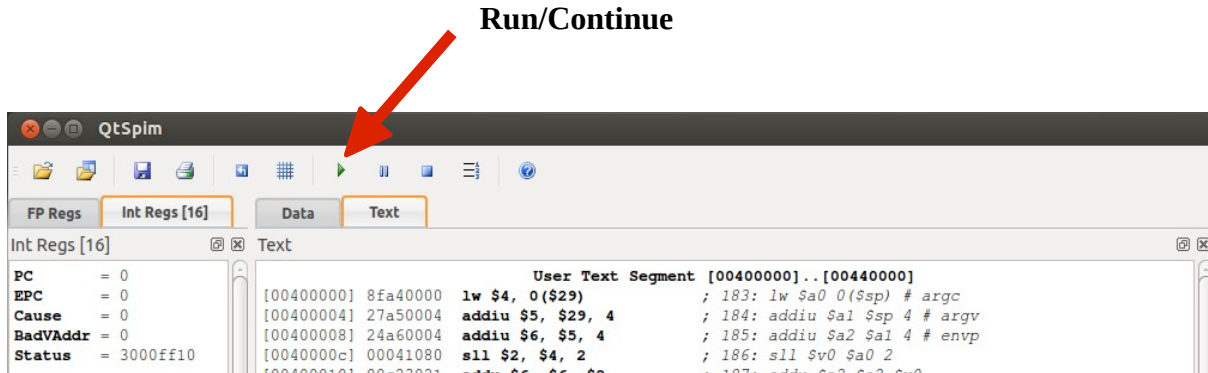 Run/Continue
QtSpim
FP Regs Int Regs [16] Data Text
Int Regs [16] Text
PC = 0 User Text Segment [00400000]..[00440000]
EPC = 0 [00400000] 8fa40000 lw $4, 0($29) ; 183: lw $a0 0($sp) # argc
Cause = 0 [00400004] 27a50004 addiu $5, $29, 4 ; 184: addiu $a1 $sp 4 # argv
BadVAddr = 0 [00400008] 24a60004 addiu $6, $5, 4 ; 185: addiu $a2 $a1 4 # envp
Status = 3000ff10 [0040000c] 00041080 sll $2, $4, 2 ; 186: sll $v0 $a0 2